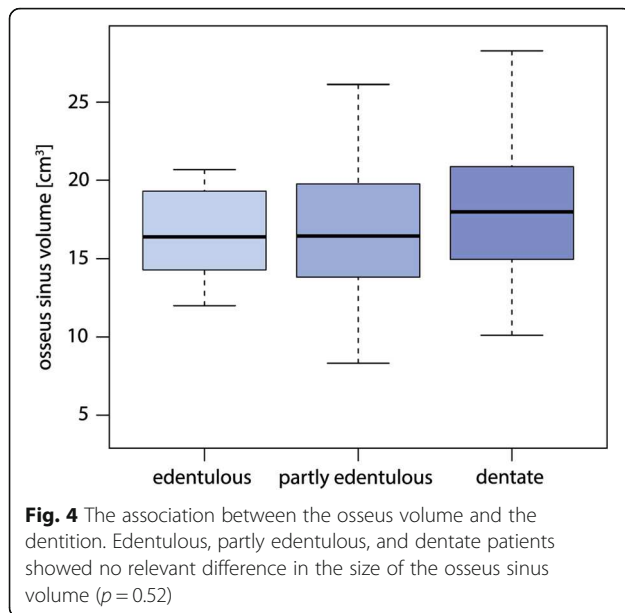 osseus sinus volume [cm³]
25
20
15
10
5
edentulous partly edentulous dentate
Fig. 4 The association between the osseus volume and the
dentition. Edentulous, partly edentulous, and dentate patients
showed no relevant difference in the size of the osseus sinus
volume (p = 0.52)